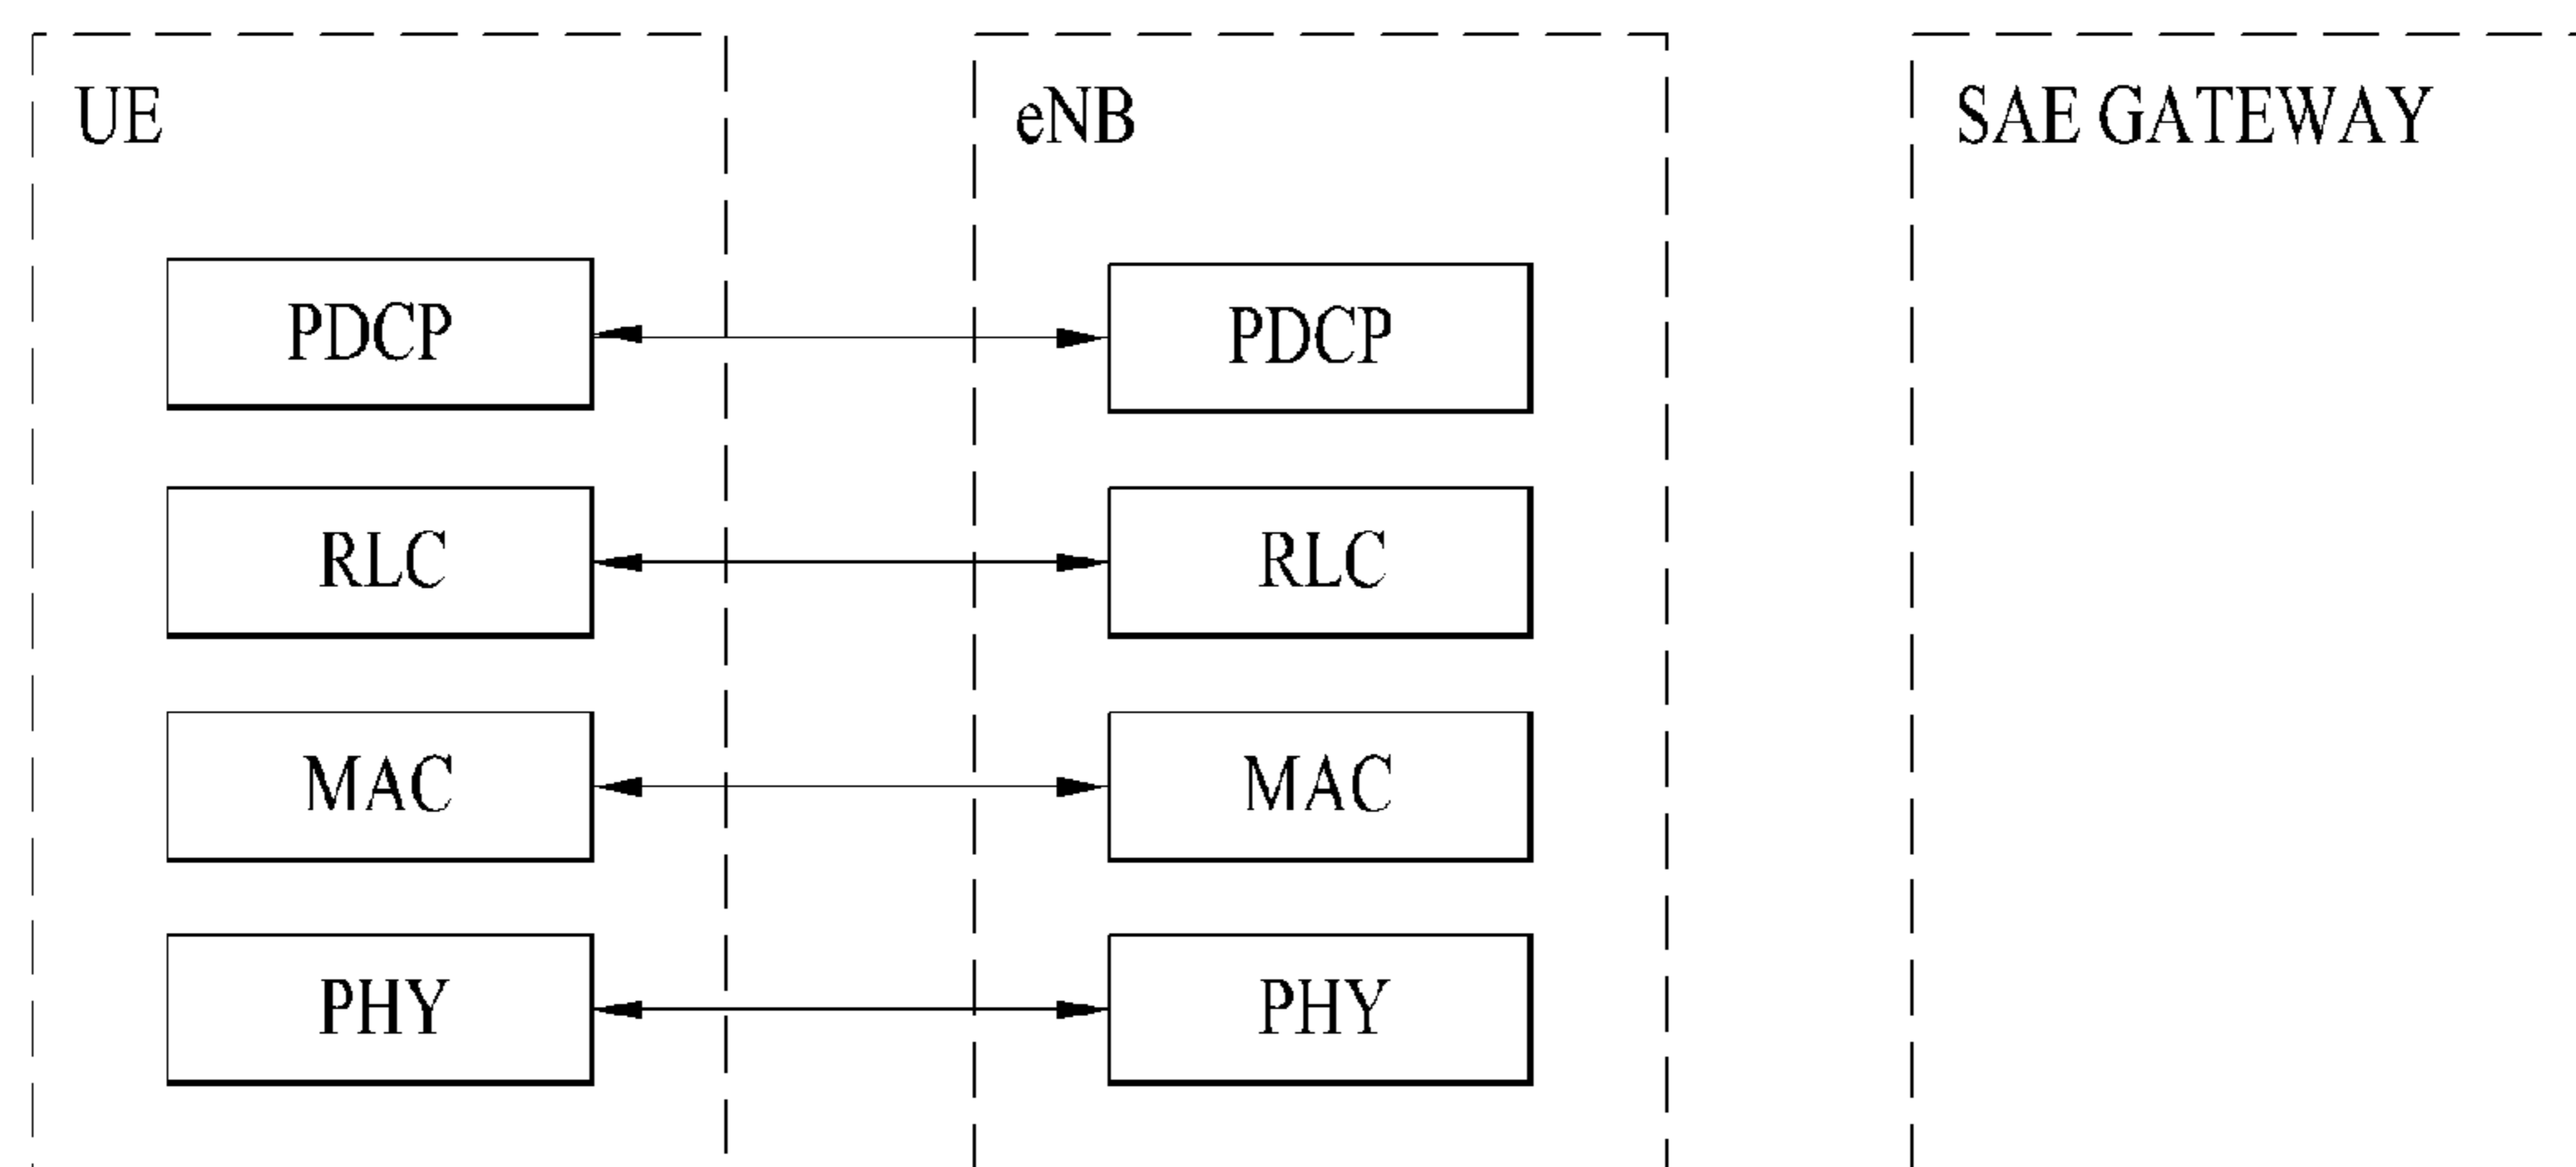 UE
eNB
SAE GATEWAY
PDCP
PDCP
RLC
RLC
MAC
MAC
PHY
PHY